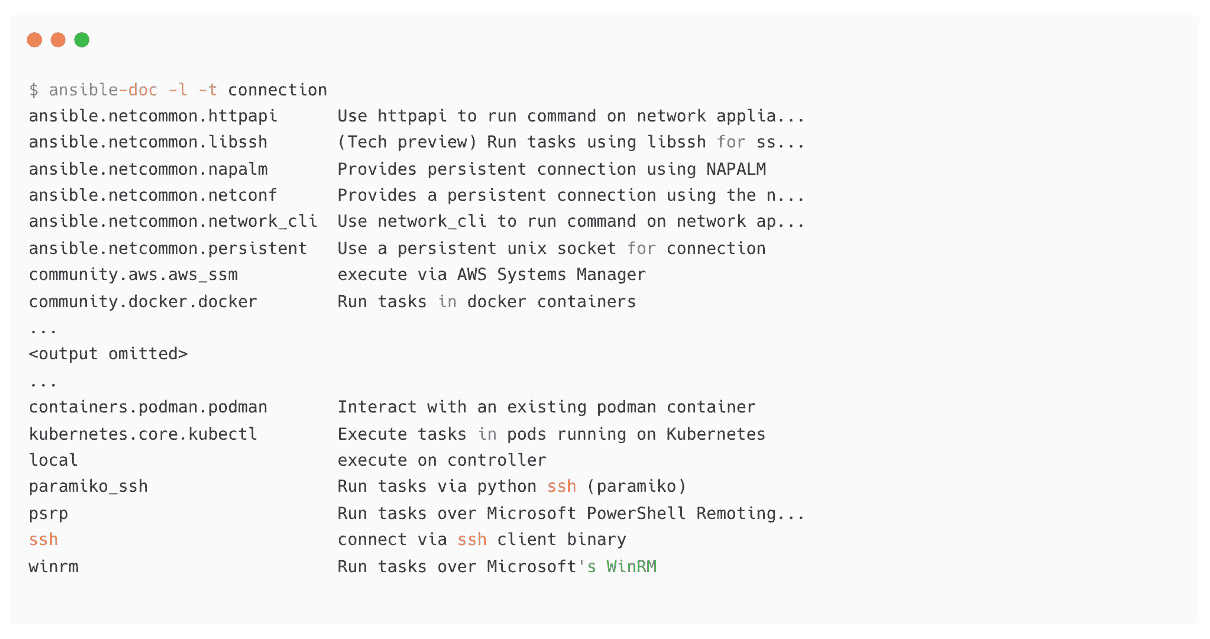 $ ansible-doc -l -t connection
ansible.netcommon.httpapi      Use httpapi to run command on network applia...
ansible.netcommon.libssh       (Tech preview) Run tasks using libssh for ss...
ansible.netcommon.napalm       Provides persistent connection using NAPALM
ansible.netcommon.netconf      Provides a persistent connection using the n...
ansible.netcommon.network_cli  Use network_cli to run command on network ap...
ansible.netcommon.persistent   Use a persistent unix socket for connection
community.aws.aws_ssm          execute via AWS Systems Manager
community.docker.docker        Run tasks in docker containers
...
<output omitted>
...
containers.podman.podman       Interact with an existing podman container
kubernetes.core.kubectl        Execute tasks in pods running on Kubernetes
local                          execute on controller
paramiko_ssh                   Run tasks via python ssh (paramiko)
psrp                           Run tasks over Microsoft PowerShell Remoting...
ssh                            connect via ssh client binary
winrm                          Run tasks over Microsoft's WinRM